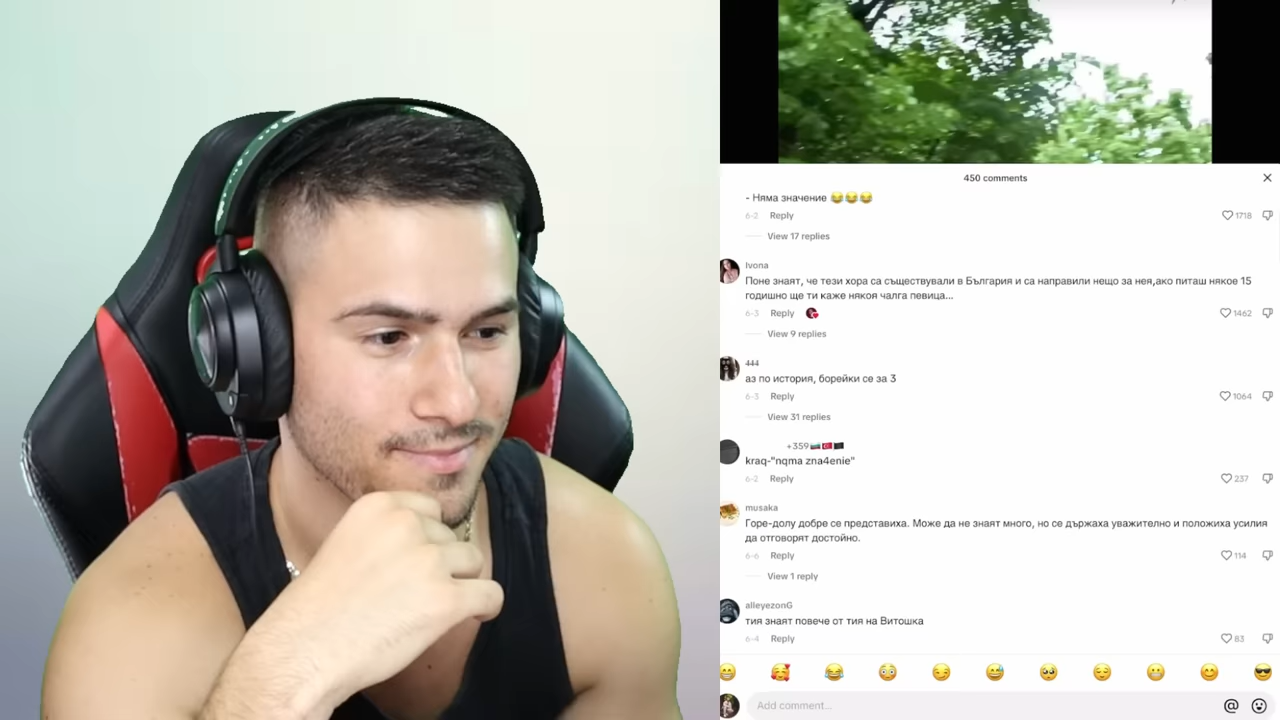 450 comments
- Няма значение 😂😂😂
6-2 Reply 1718
View 17 replies
Ivona
Поне знаят, че тези хора са съществували в България и са направили нещо за нея,ако питаш някое 15
годишно ще ти каже някоя чалга певица...
6-3 Reply 1462
View 9 replies
444
аз по история, борейки се за 3
6-3 Reply 1064
View 31 replies
+359🇧🇬🇹🇷🏴
kraq-"nqma zna4enie"
6-2 Reply 237
musaka
Горе-долу добре се представиха. Може да не знаят много, но се държаха уважително и положиха усилия
да отговорят достойно.
6-6 Reply 114
View 1 reply
alleyezonG
тия знаят повече от тия на Витошка
6-4 Reply 83
Add comment... @